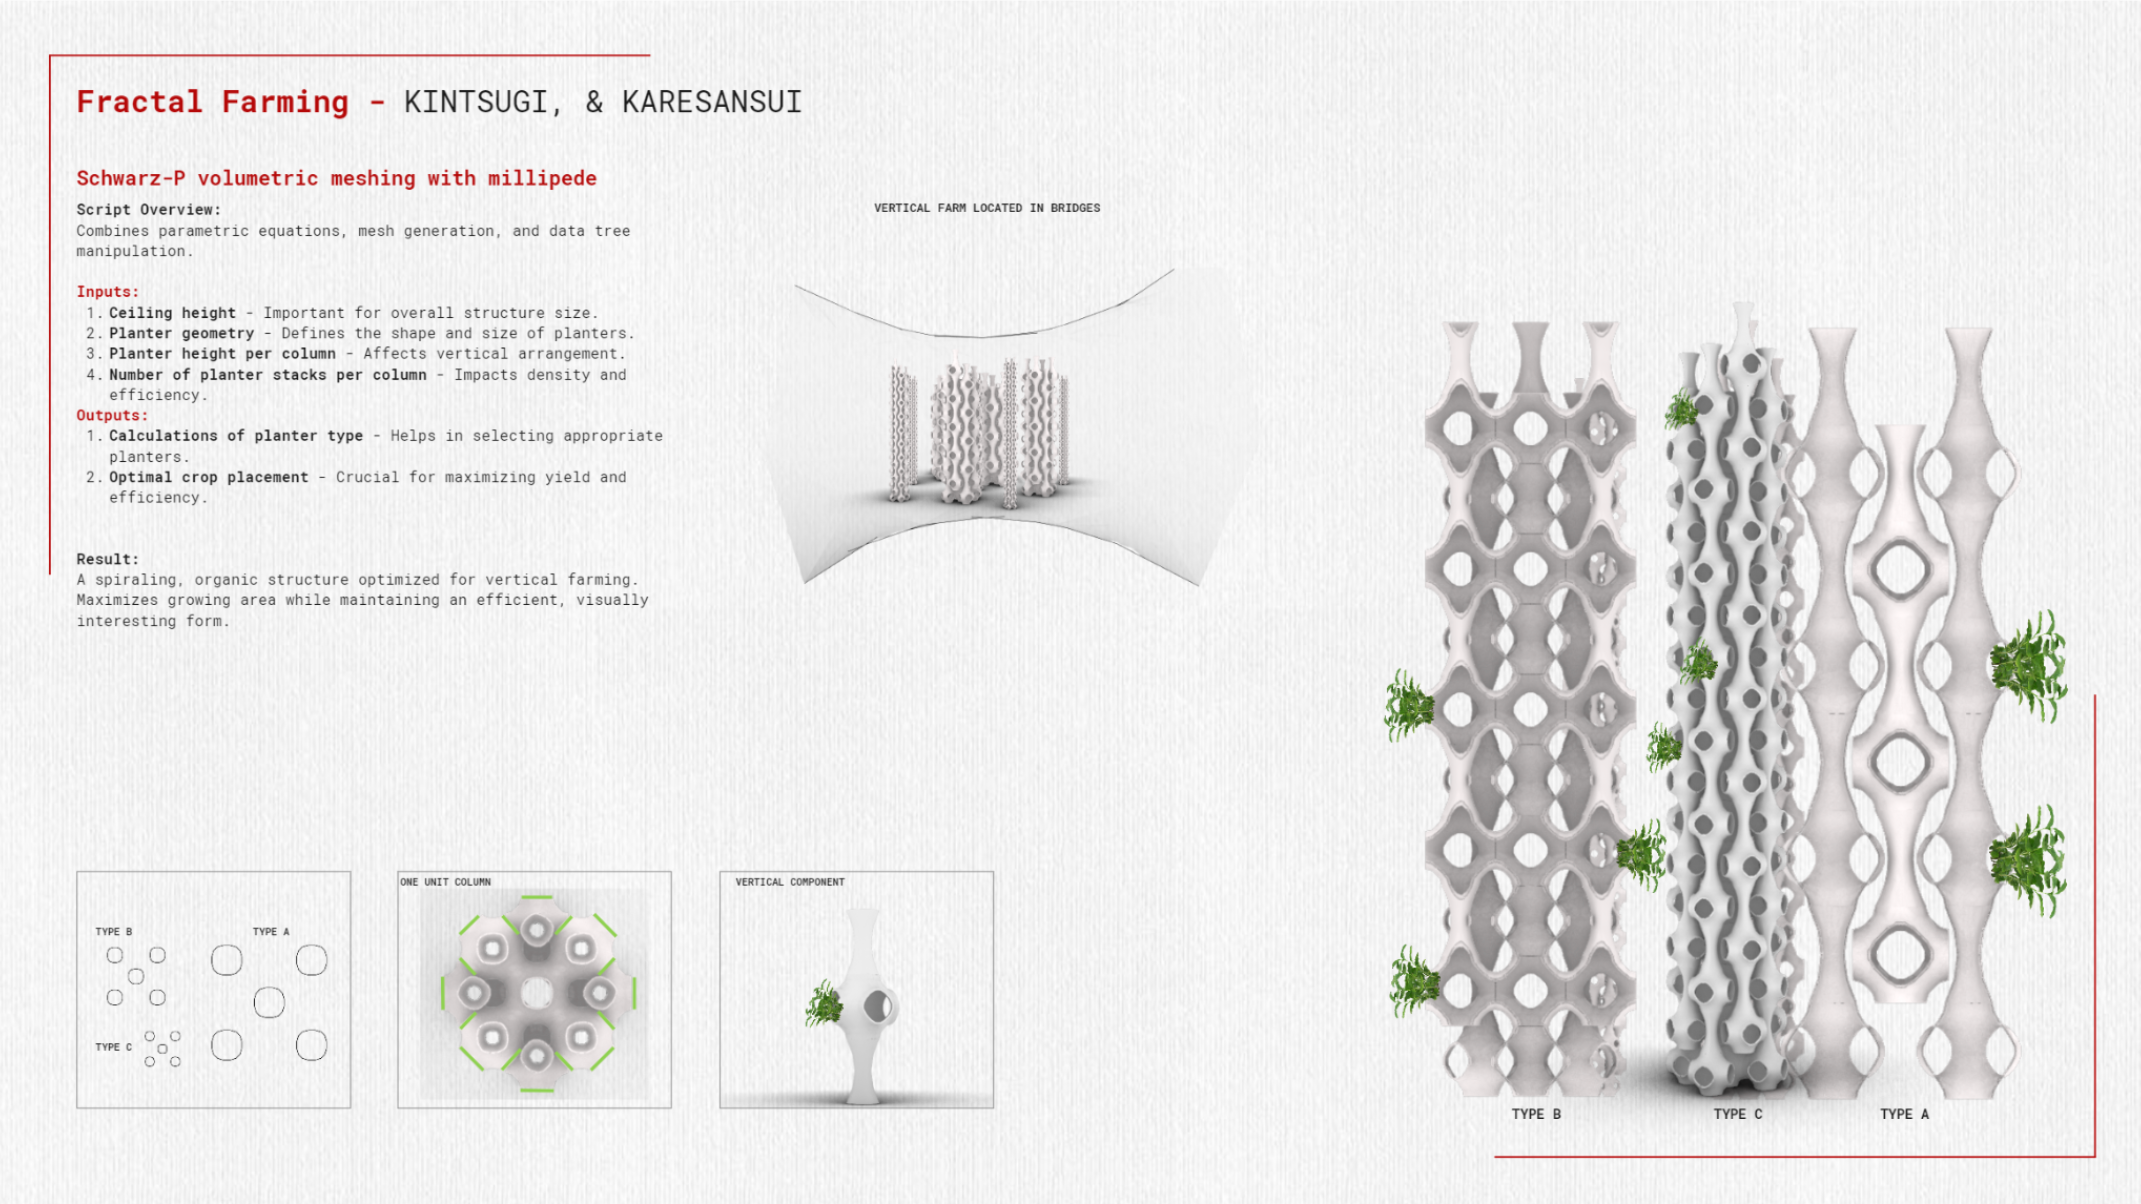 Fractal Farming - KINTSUGI, & KARESANSUI
Schwarz-P volumetric meshing with millipede
Script Overview:
Combines parametric equations, mesh generation, and data tree
manipulation.
Inputs:
1. Ceiling height - Important for overall structure size.
2. Planter geometry - Defines the shape and size of planters.
3. Planter height per column - Affects vertical arrangement.
4. Number of planter stacks per column - Impacts density and
efficiency.
Outputs:
1. Calculations of planter type - Helps in selecting appropriate
planters.
2. Optimal crop placement - Crucial for maximizing yield and
efficiency.
Result:
A spiraling, organic structure optimized for vertical farming.
Maximizes growing area while maintaining an efficient, visually
interesting form.
VERTICAL FARM LOCATED IN BRIDGES
TYPE B
TYPE A
TYPE C
ONE UNIT COLUMN
VERTICAL COMPONENT
TYPE B
TYPE C
TYPE A